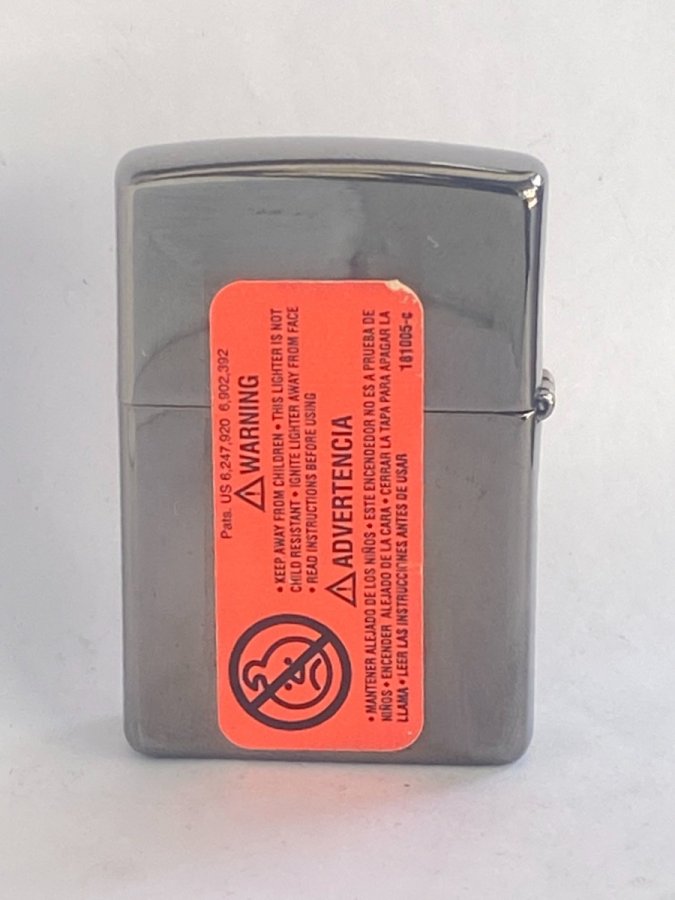 Pats. US 6,247,920 6,902,392
⚠WARNING
• KEEP AWAY FROM CHILDREN • THIS LIGHTER IS NOT
CHILD RESISTANT • IGNITE LIGHTER AWAY FROM FACE
• READ INSTRUCTIONS BEFORE USING
⚠ADVERTENCIA
• MANTENER ALEJADO DE LOS NIÑOS • ESTE ENCENDEDOR NO ES A PRUEBA DE
NIÑOS • ENCENDER ALEJADO DE LA CARA • CERRAR LA TAPA PARA APAGAR LA
LLAMA • LEER LAS INSTRUCCIONES ANTES DE USAR
181005-c